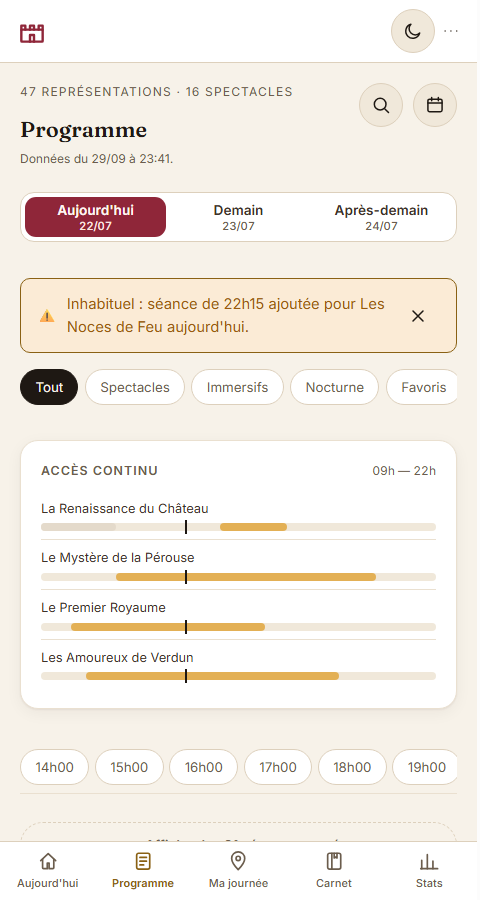 47 REPRÉSENTATIONS · 16 SPECTACLES
Programme
Données du 29/09 à 23:41.
Aujourd'hui
22/07
Demain
23/07
Après-demain
24/07
Inhabituel : séance de 22h15 ajoutée pour Les
Noces de Feu aujourd'hui.
Tout
Spectacles
Immersifs
Nocturne
Favoris
ACCÈS CONTINU
09h — 22h
La Renaissance du Château
Le Mystère de la Pérouse
Le Premier Royaume
Les Amoureux de Verdun
14h00
15h00
16h00
17h00
18h00
19h00
Aujourd'hui
Programme
Ma journée
Carnet
Stats